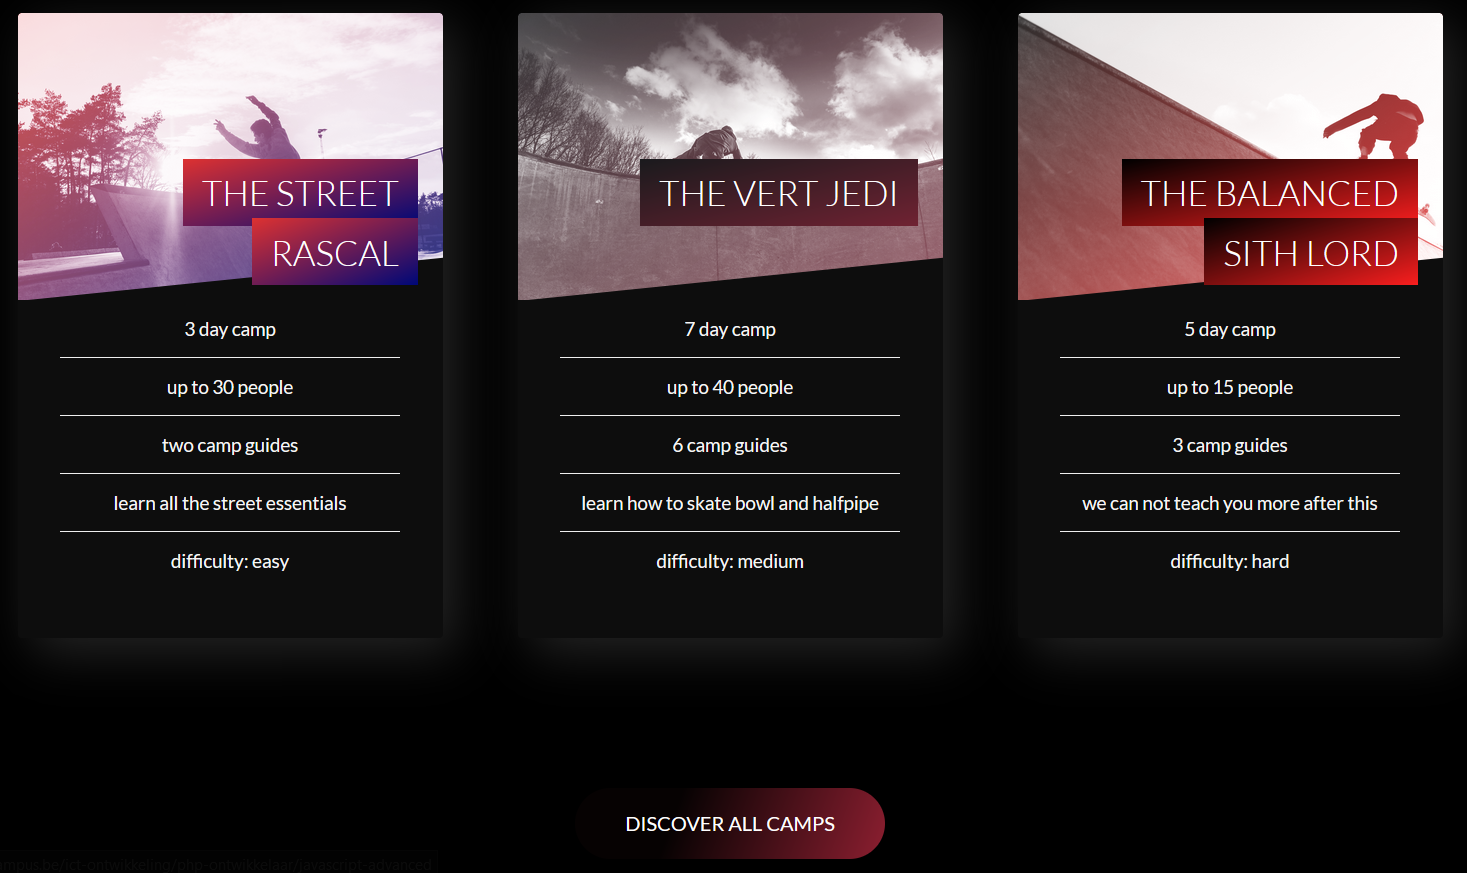 THE STREET
RASCAL
3 day camp
up to 30 people
two camp guides
learn all the street essentials
difficulty: easy
THE VERT JEDI
7 day camp
up to 40 people
6 camp guides
learn how to skate bowl and halfpipe
difficulty: medium
THE BALANCED
SITH LORD
5 day camp
up to 15 people
3 camp guides
we can not teach you more after this
difficulty: hard
DISCOVER ALL CAMPS
mpus.be/ict-ontwikkeling/php-ontwikkelaar/javascript-advanced